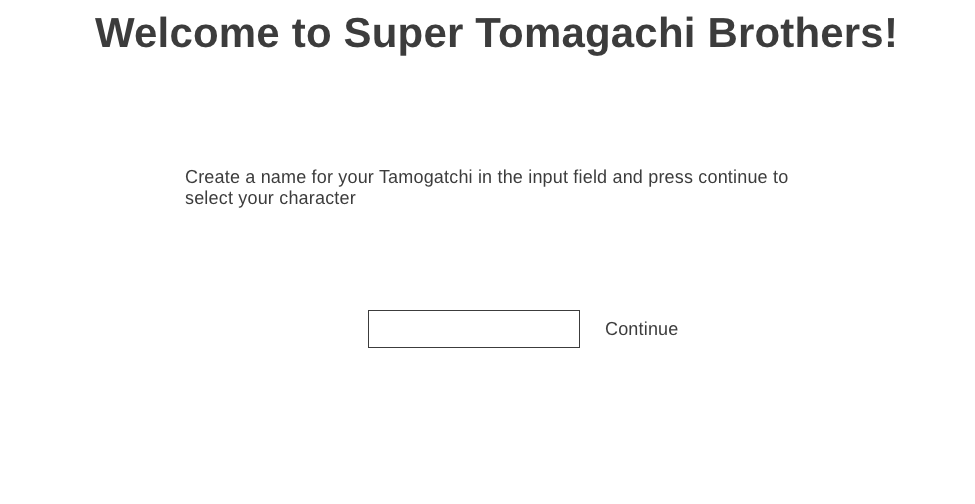 Welcome to Super Tomagachi Brothers!
Create a name for your Tamogatchi in the input field and press continue to
select your character
Continue